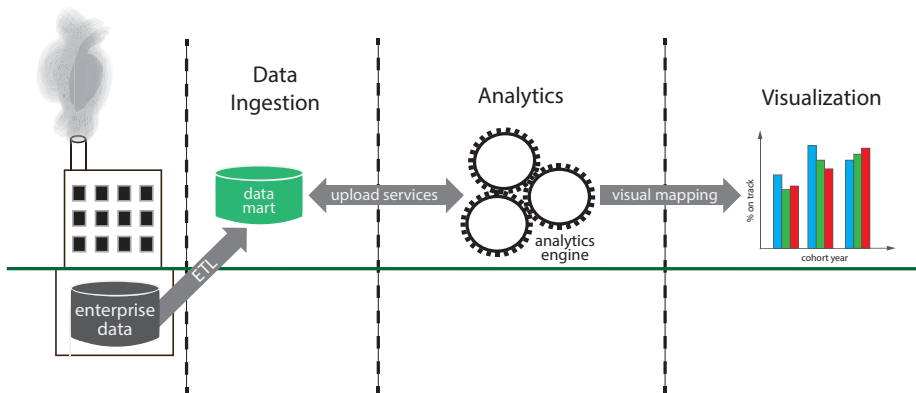 Data
Ingestion
Analytics
Visualization
data
mart
upload services
visual mapping
analytics
engine
% on track
cohort year
ETL
enterprise
data